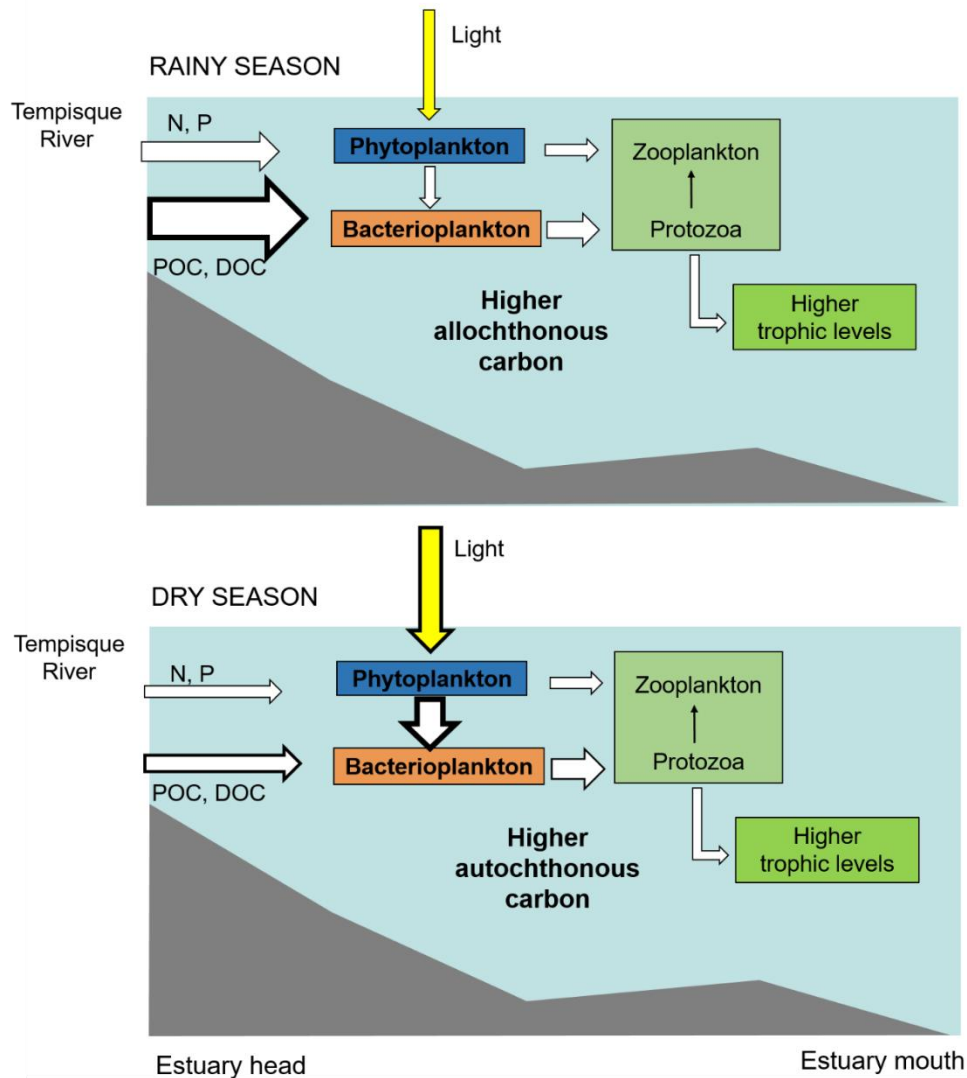 Light
RAINY SEASON
Tempisque
River
N, P
Phytoplankton
Zooplankton
Bacterioplankton
Protozoa
POC, DOC
Higher
allochthonous
carbon
Higher
trophic levels
Light
DRY SEASON
Tempisque
River
N, P
Phytoplankton
Zooplankton
Bacterioplankton
Protozoa
POC, DOC
Higher
autochthonous
carbon
Higher
trophic levels
Estuary head
Estuary mouth